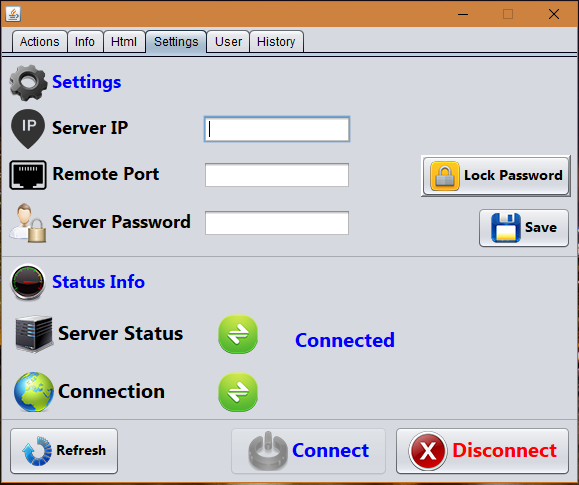 Actions Info Html Settings User History
Settings
IP Server IP
Remote Port
Lock Password
Server Password
Save
Status Info
Server Status
Connected
Connection
Refresh Connect X Disconnect